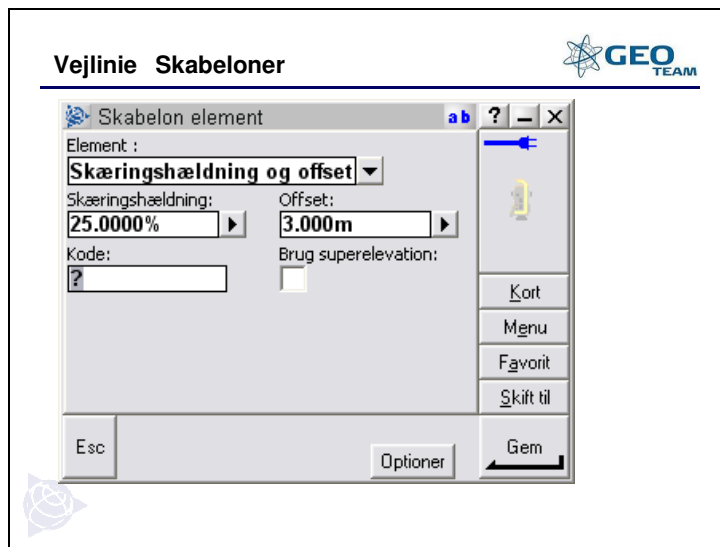 Vejlinie Skabeloner
GEO
TEAM
Skabelon element
ab ? – X
Element :
Skæringshældning og offset
Skæringshældning: Offset:
25.0000% 3.000m
Kode: Brug superelevation:
?
Kort
Menu
Favorit
Skift til
Esc
Optioner
Gem